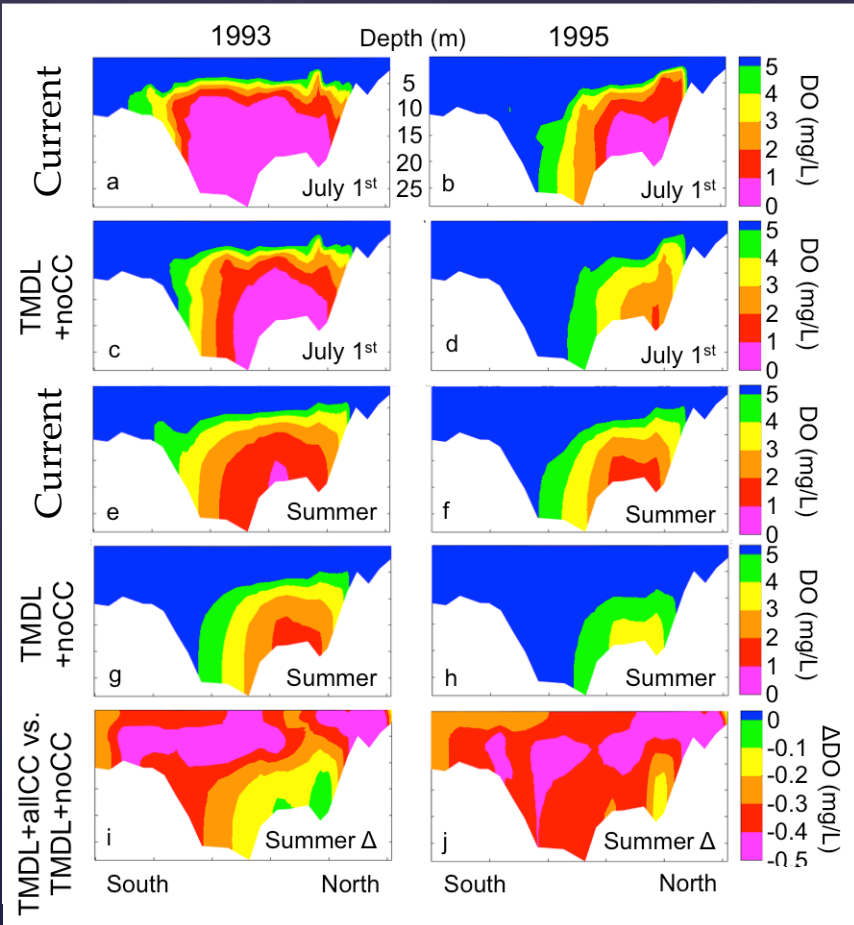 1993 Depth (m) 1995
Current
5
10
15
20
25
a
July 1st
b
July 1st
5
4
3
2
1
0
DO (mg/L)
TMDL
+noCC
c
July 1st
d
July 1st
5
4
3
2
1
0
DO (mg/L)
Current
e
Summer
f
Summer
5
4
3
2
1
0
DO (mg/L)
TMDL
+noCC
g
Summer
h
Summer
5
4
3
2
1
0
DO (mg/L)
TMDL+allCC vs.
TMDL+noCC
i
Summer Δ
j
Summer Δ
0
-0.1
-0.2
-0.3
-0.4
-0.5
ΔDO (mg/L)
South North South North